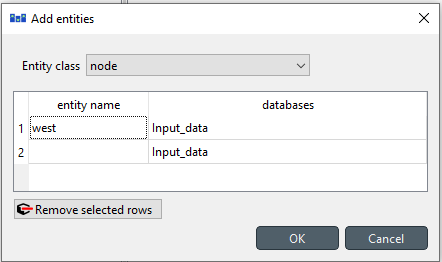 Add entities
Entity class node
entity name databases
1 west Input_data
2 Input_data
Remove selected rows
OK Cancel